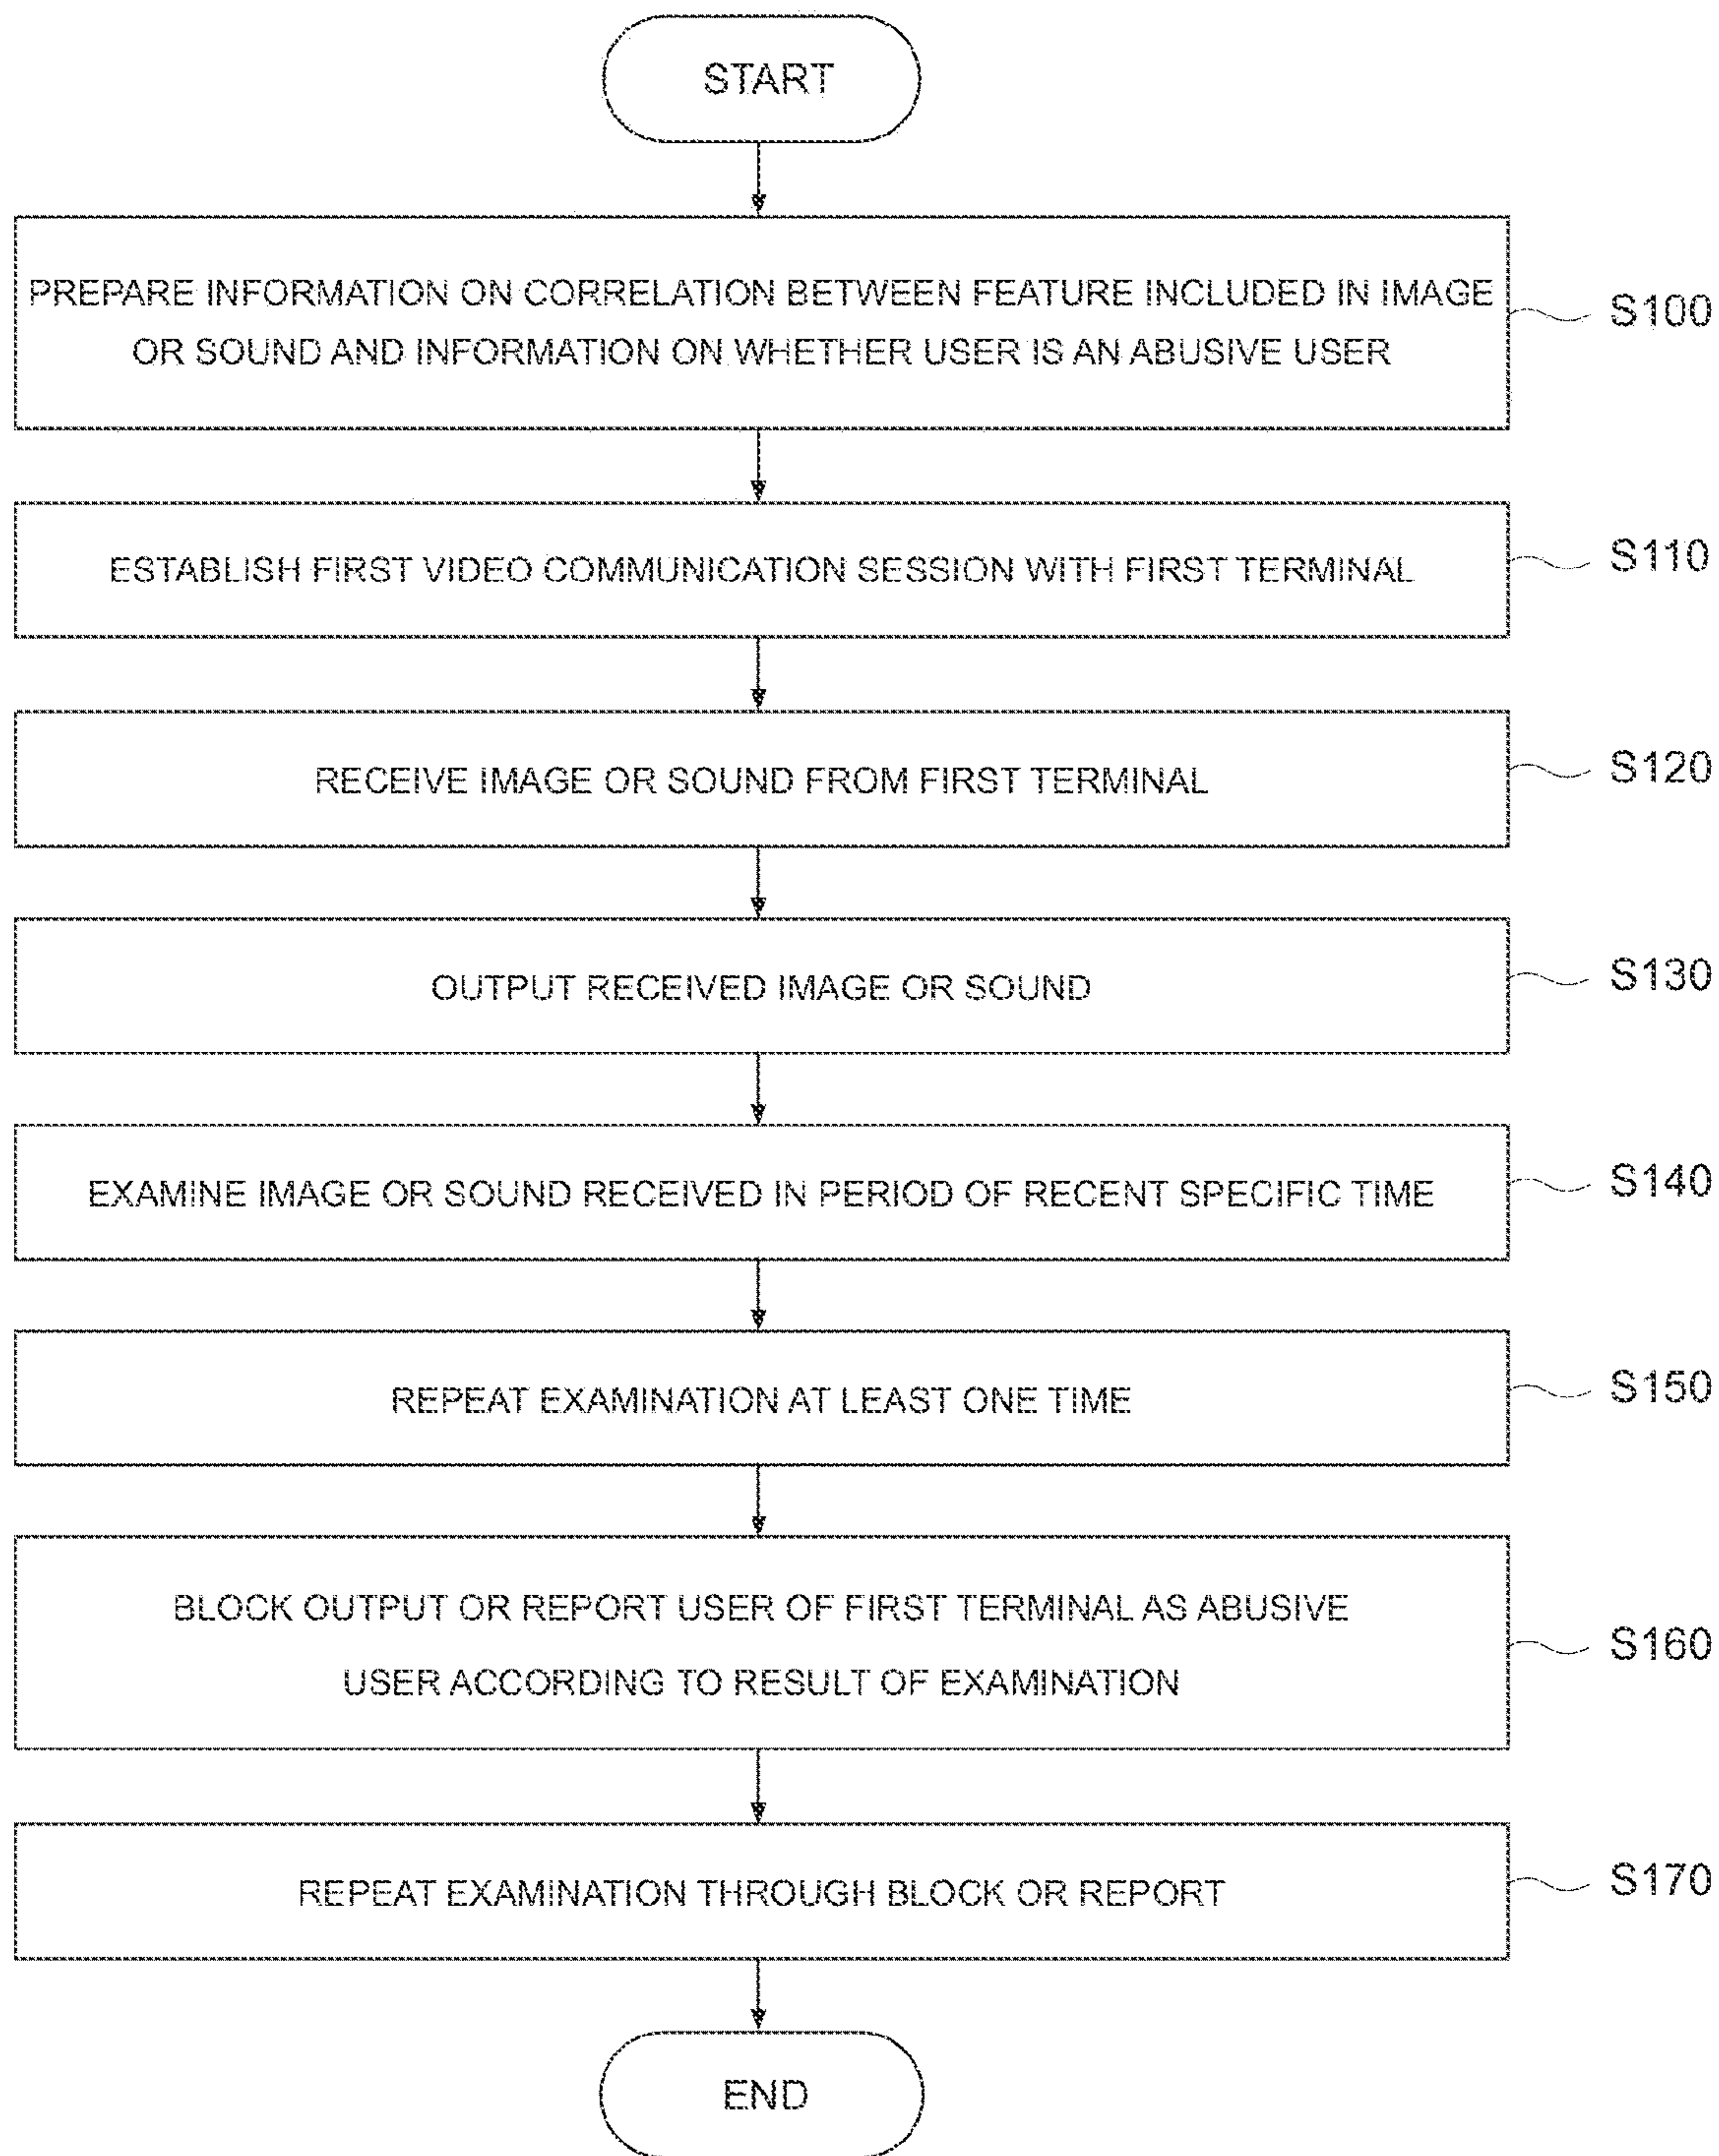 START
PREPARE INFORMATION ON CORRELATION BETWEEN FEATURE INCLUDED IN IMAGE
OR SOUND AND INFORMATION ON WHETHER USER IS AN ABUSIVE USER
S100
ESTABLISH FIRST VIDEO COMMUNICATION SESSION WITH FIRST TERMINAL
S110
RECEIVE IMAGE OR SOUND FROM FIRST TERMINAL
S120
OUTPUT RECEIVED IMAGE OR SOUND
S130
EXAMINE IMAGE OR SOUND RECEIVED IN PERIOD OF RECENT SPECIFIC TIME
S140
REPEAT EXAMINATION AT LEAST ONE TIME
S150
BLOCK OUTPUT OR REPORT USER OF FIRST TERMINAL AS ABUSIVE
USER ACCORDING TO RESULT OF EXAMINATION
S160
REPEAT EXAMINATION THROUGH BLOCK OR REPORT
S170
END